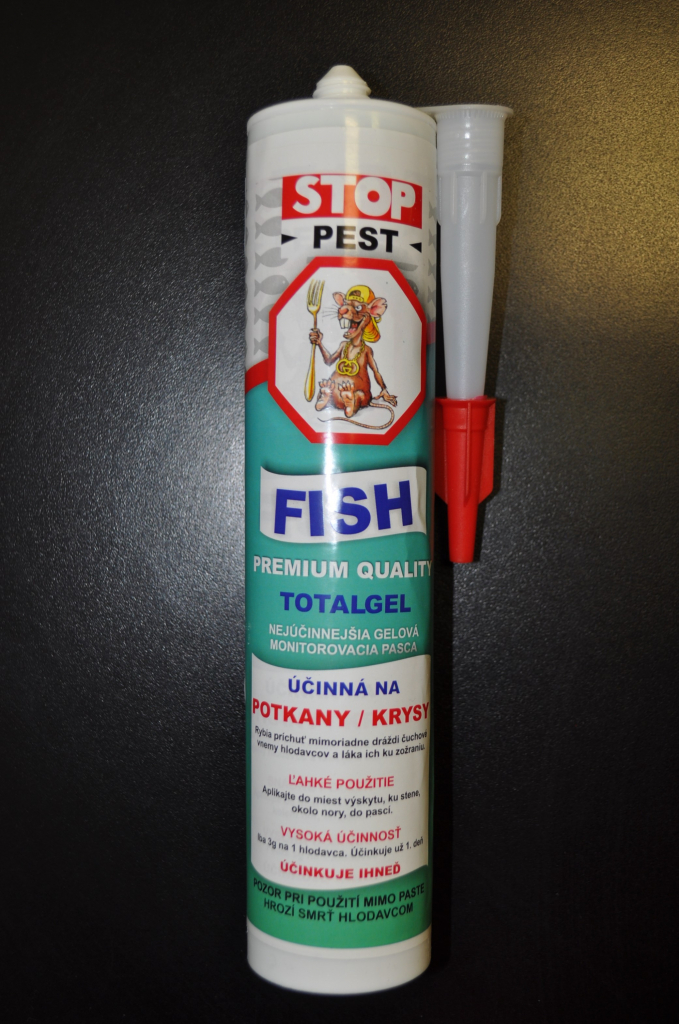 STOP
PEST
FISH
PREMIUM QUALITY
TOTALGEL
NEJÚČINNEJŠIA GELOVÁ
MONITOROVACIA PASCA
ÚČINNÁ NA
POTKANY / KRYSY
Rybia príchuť mimoriadne dráždi čuchové
vnemy hlodavcov a láka ich ku zožraniu.
ĽAHKÉ POUŽITIE
Aplikajte do miest výskytu, ku stene,
okolo nory, do pascí.
VYSOKÁ ÚČINNOSŤ
Iba 3g na 1 hlodavca. Účinkuje už 1. deň
ÚČINKUJE IHNEĎ
POZOR PRI POUŽITÍ MIMO PASTE
HROZÍ SMRŤ HLODAVCOM